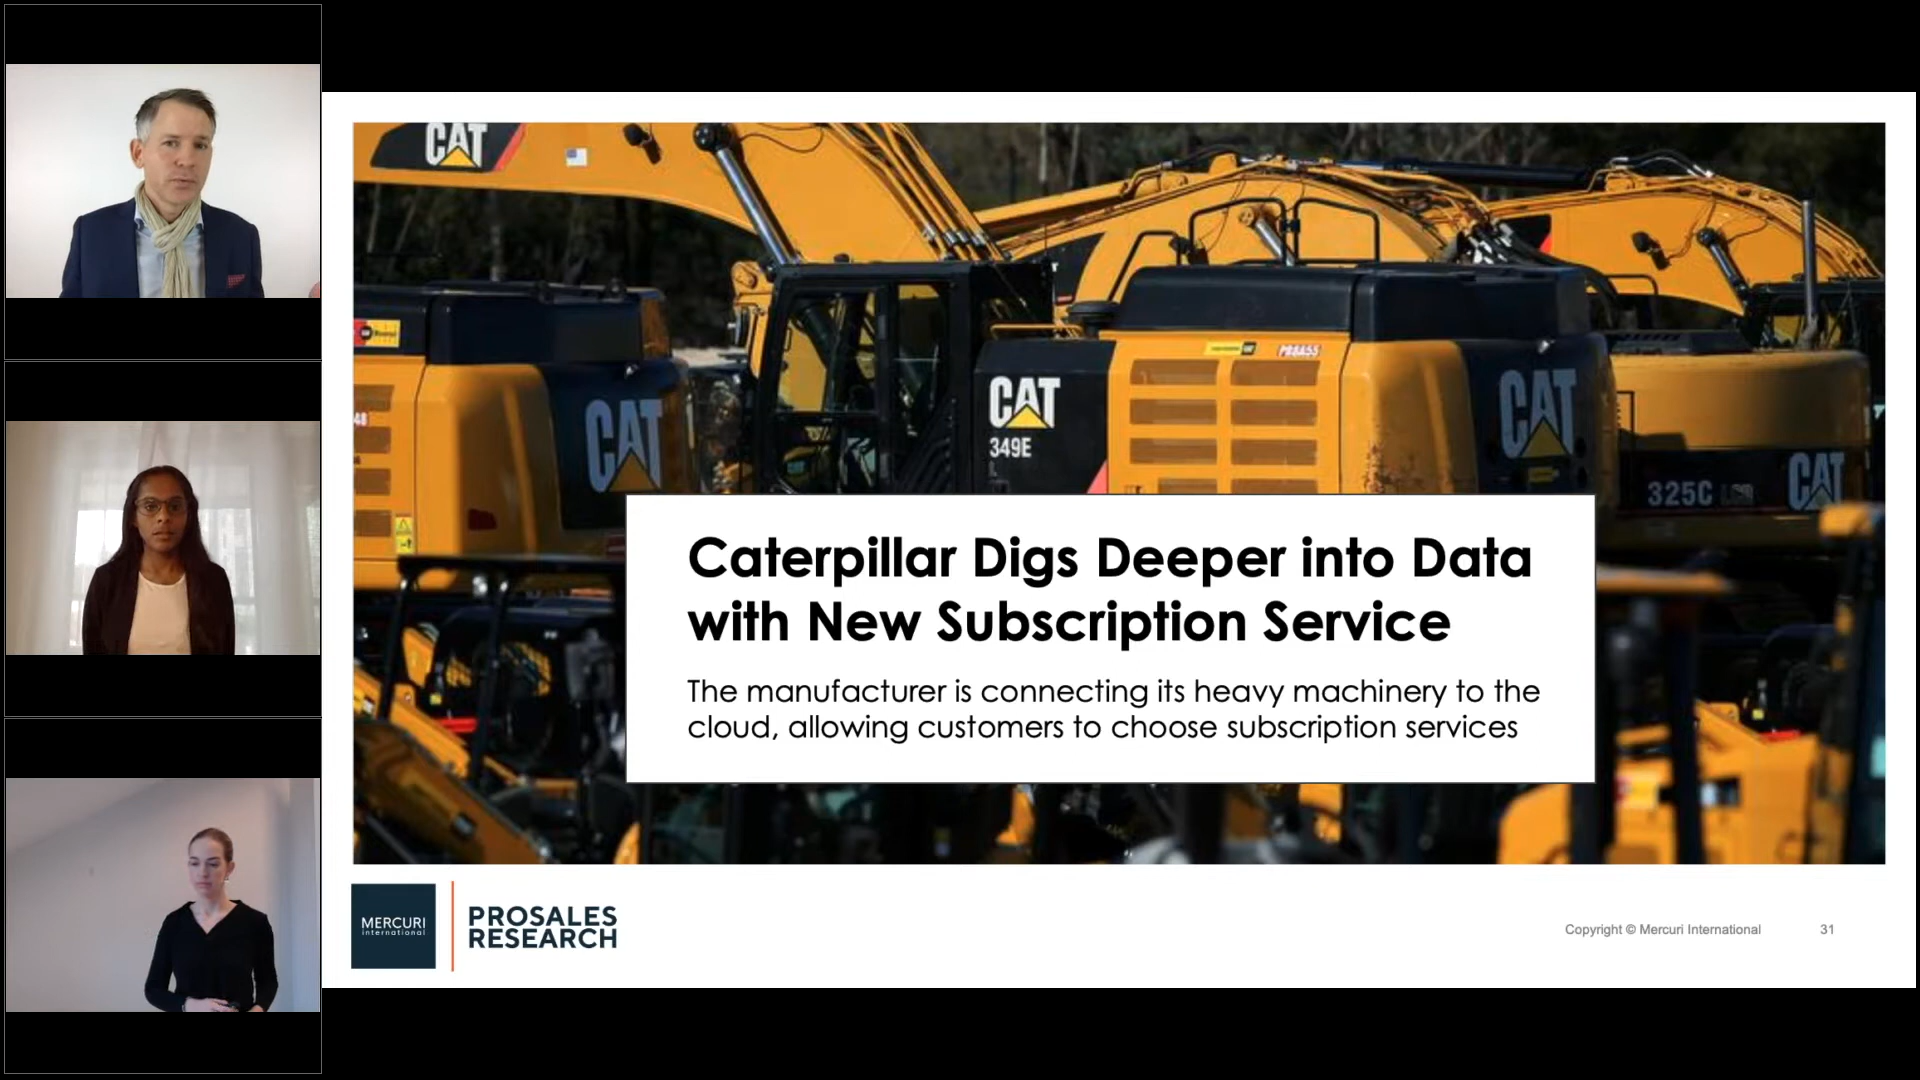 CAT
CAT
CAT
349E
CAT
325C
CAT
Caterpillar Digs Deeper into Data
with New Subscription Service
The manufacturer is connecting its heavy machinery to the
cloud, allowing customers to choose subscription services
MERCURI
international
PROSALES
RESEARCH
Copyright © Mercuri International
31